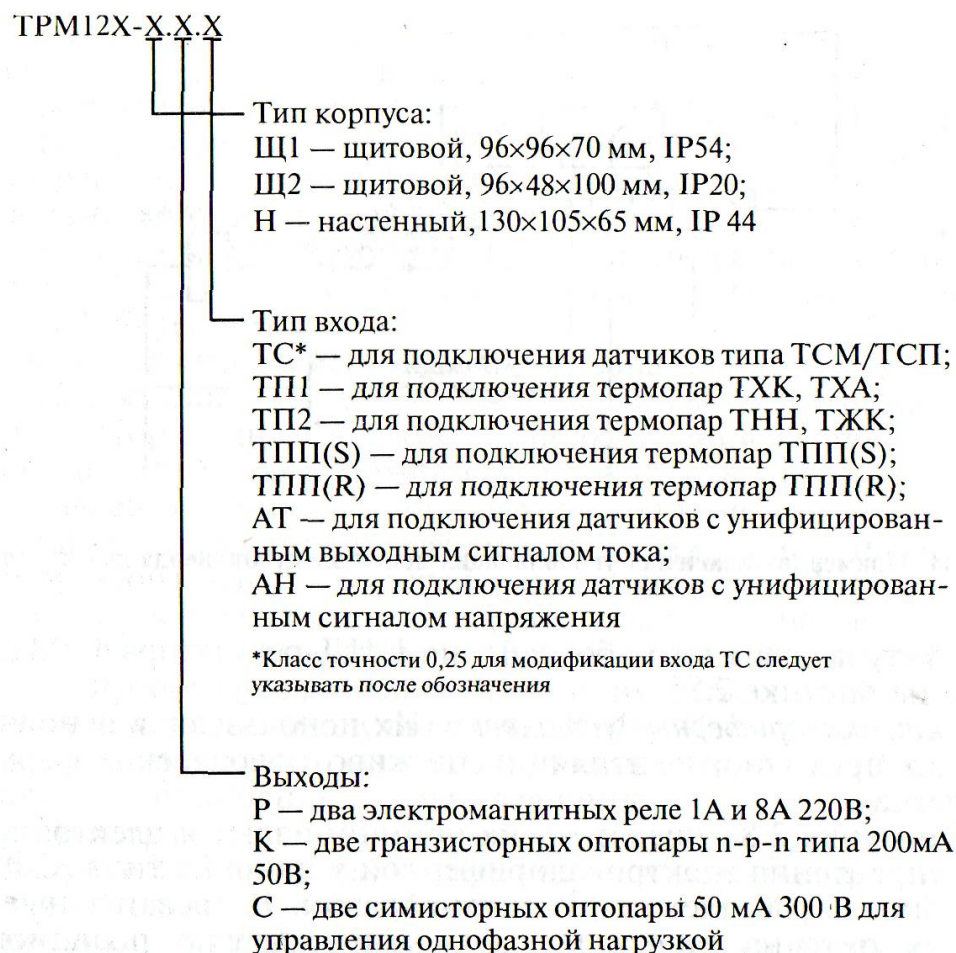 ТРМ12Х-Х.Х.Х
Тип корпуса:
Щ1 — щитовой, 96×96×70 мм, IP54;
Щ2 — щитовой, 96×48×100 мм, IP20;
Н — настенный,130×105×65 мм, IP 44
Тип входа:
ТС* — для подключения датчиков типа ТСМ/ТСП;
ТП1 — для подключения термопар ТХК, ТХА;
ТП2 — для подключения термопар ТНН, ТЖК;
ТПП(S) — для подключения термопар ТПП(S);
ТПП(R) — для подключения термопар ТПП(R);
АТ — для подключения датчиков с унифицирован-
ным выходным сигналом тока;
АН — для подключения датчиков с унифицирован-
ным сигналом напряжения
*Класс точности 0,25 для модификации входа ТС следует
указывать после обозначения
Выходы:
Р — два электромагнитных реле 1А и 8А 220В;
К — две транзисторных оптопары n-p-n типа 200мА
50В;
С — две симисторных оптопары 50 мА 300 В для
управления однофазной нагрузкой